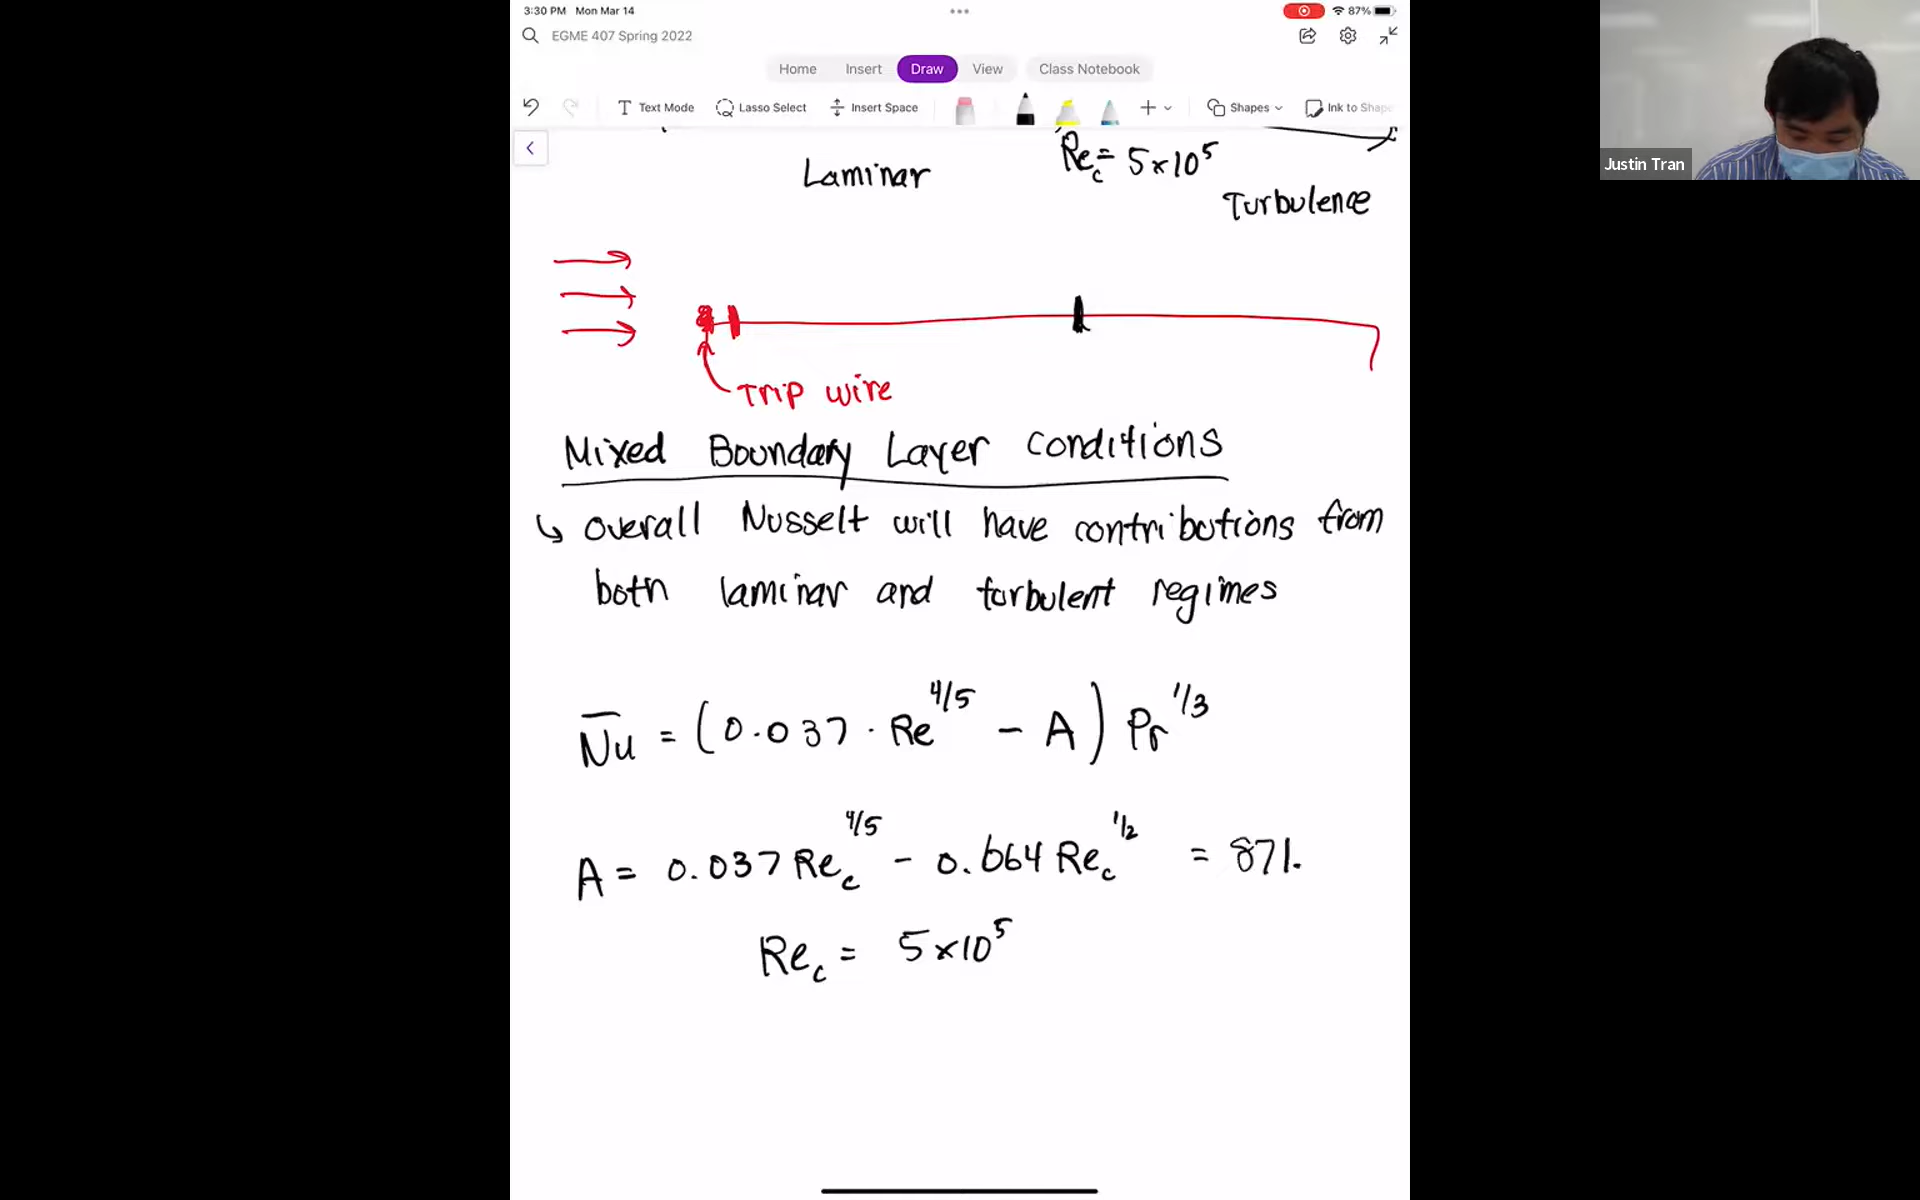 3:30 PM Mon Mar 14
87%
EGME 407 Spring 2022
Home Insert Draw View Class Notebook
Text Mode Lasso Select Insert Space Shapes Ink to Shape
Justin Tran
Re_c = 5×10^5
Laminar
Turbulence
Trip wire
Mixed Boundary Layer Conditions
↳ overall Nusselt will have contributions from
both laminar and turbulent regimes
N̅u̅ = (0.037 · Re^4/5 − A) Pr^1/3
A = 0.037 Re_c^4/5 − 0.664 Re_c^1/2 = 871.
Re_c = 5×10^5